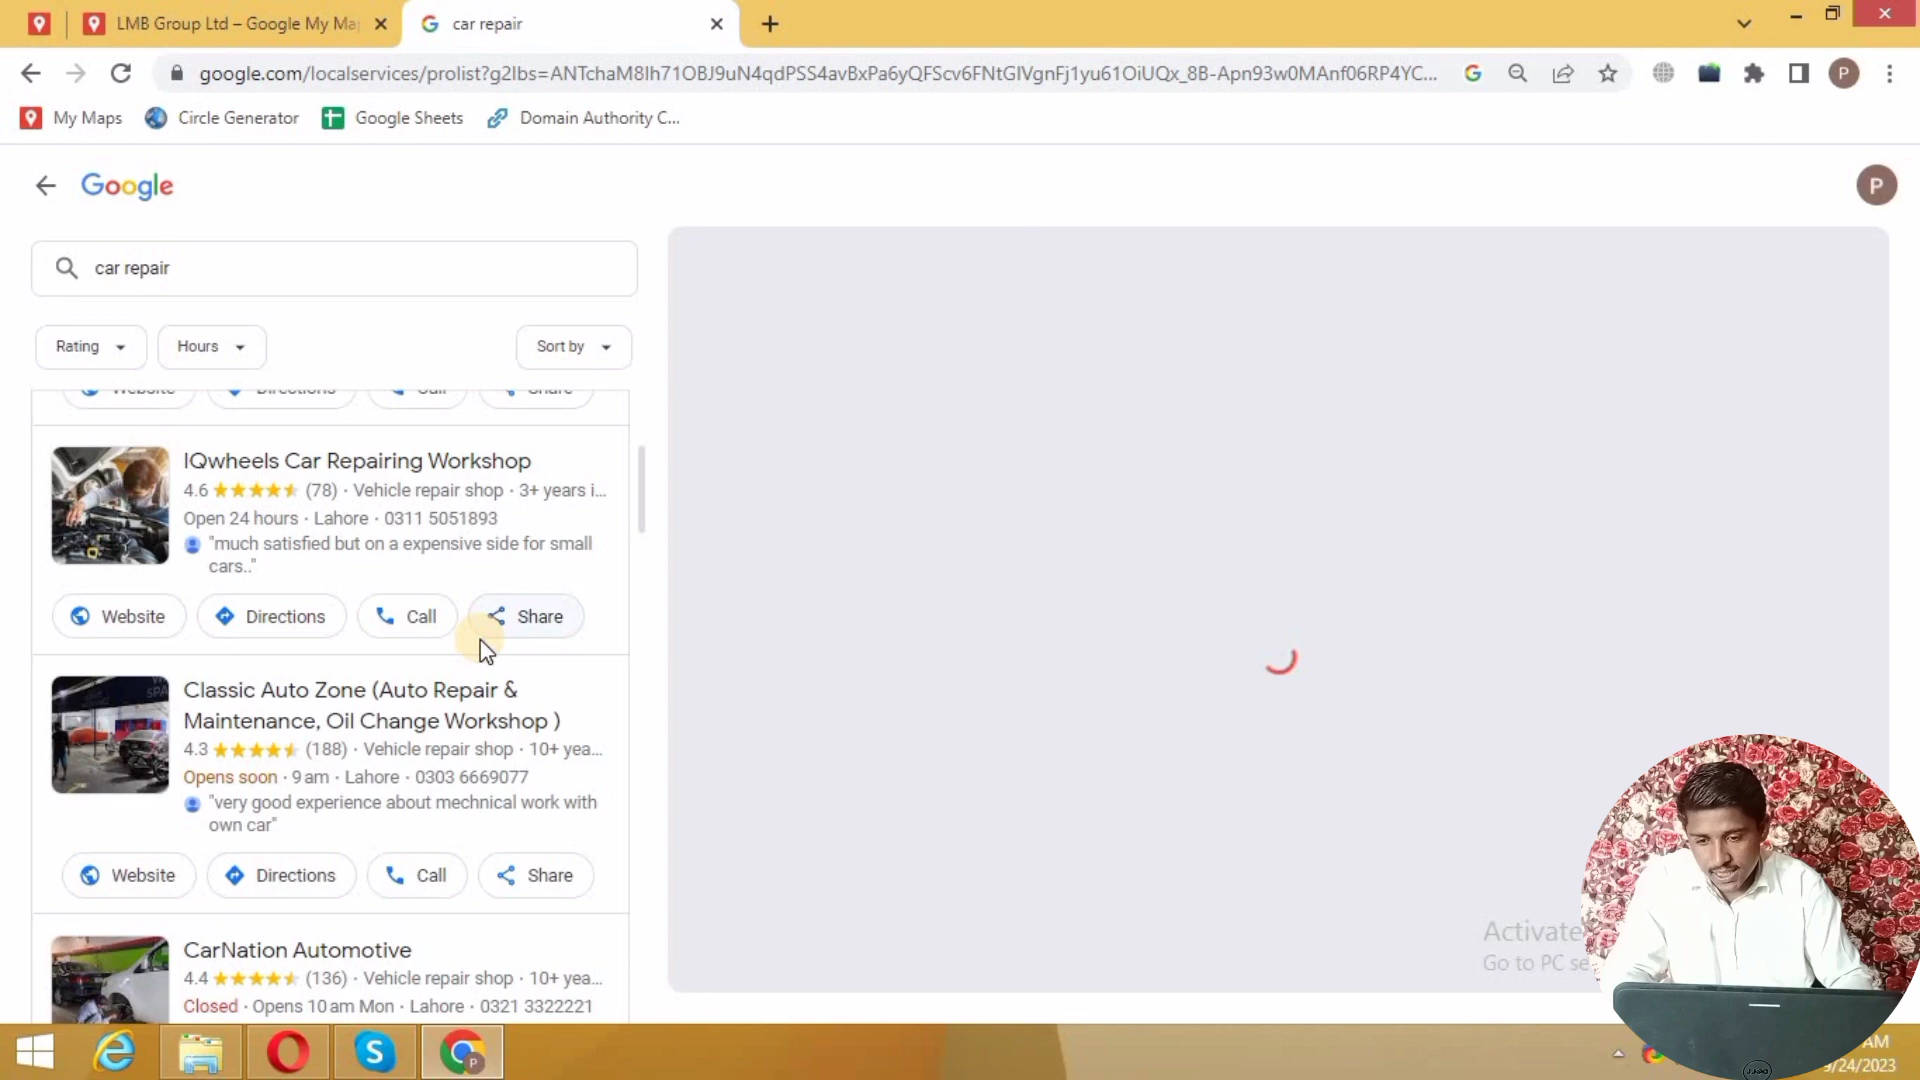 LMB Group Ltd – Google My Ma
car repair
google.com/localservices/prolist?g2lbs=ANTchaM8Ih71OBJ9uN4qdPSS4avBxPa6yQFScv6FNtGIVgnFj1yu61OiUQx_8B-Apn93w0MAnf06RP4YC...
P
My Maps
Circle Generator
Google Sheets
Domain Authority C...
Google
P
car repair
Rating
Hours
Sort by
Website Directions Call Share
IQwheels Car Repairing Workshop
4.6 (78) · Vehicle repair shop · 3+ years i...
Open 24 hours · Lahore · 0311 5051893
"much satisfied but on a expensive side for small
cars.."
Website Directions Call Share
Classic Auto Zone (Auto Repair &
Maintenance, Oil Change Workshop )
4.3 (188) · Vehicle repair shop · 10+ yea...
Opens soon · 9 am · Lahore · 0303 6669077
"very good experience about mechnical work with
own car"
Website Directions Call Share
CarNation Automotive
4.4 (136) · Vehicle repair shop · 10+ yea...
Closed · Opens 10 am Mon · Lahore · 0321 3322221
Activate
Go to PC se
AM
9/24/2023